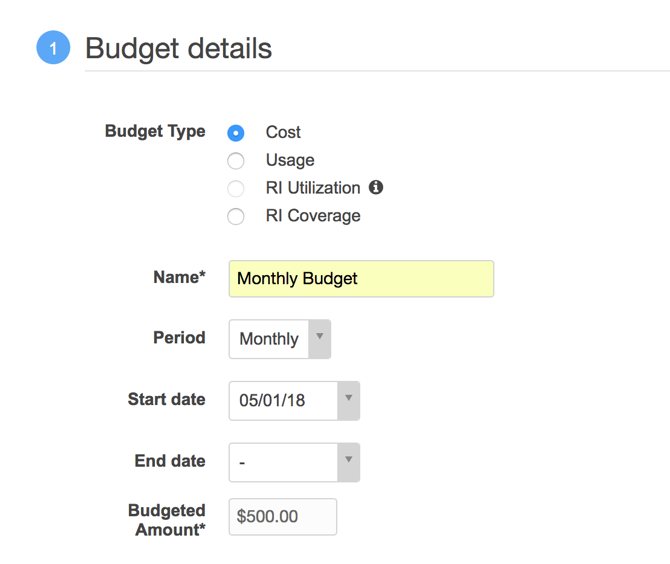 1 Budget details
Budget Type
Cost
Usage
RI Utilization i
RI Coverage
Name* Monthly Budget
Period Monthly
Start date 05/01/18
End date -
Budgeted
Amount* $500.00